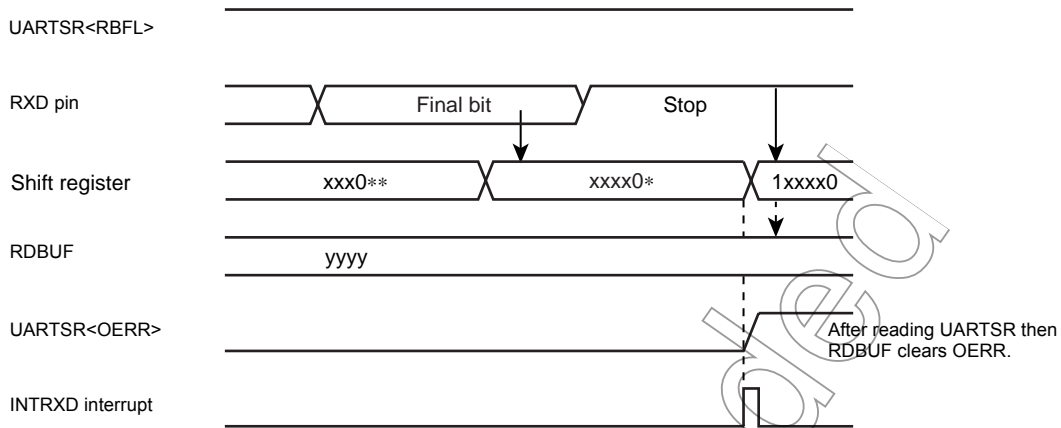 UARTSR<RBFL>
RXD pin
Final bit
Stop
Shift register
xxx0**
xxxx0*
1xxxx0
RDBUF
yyyy
UARTSR<OERR>
After reading UARTSR then
RDBUF clears OERR.
INTRXD interrupt
ded